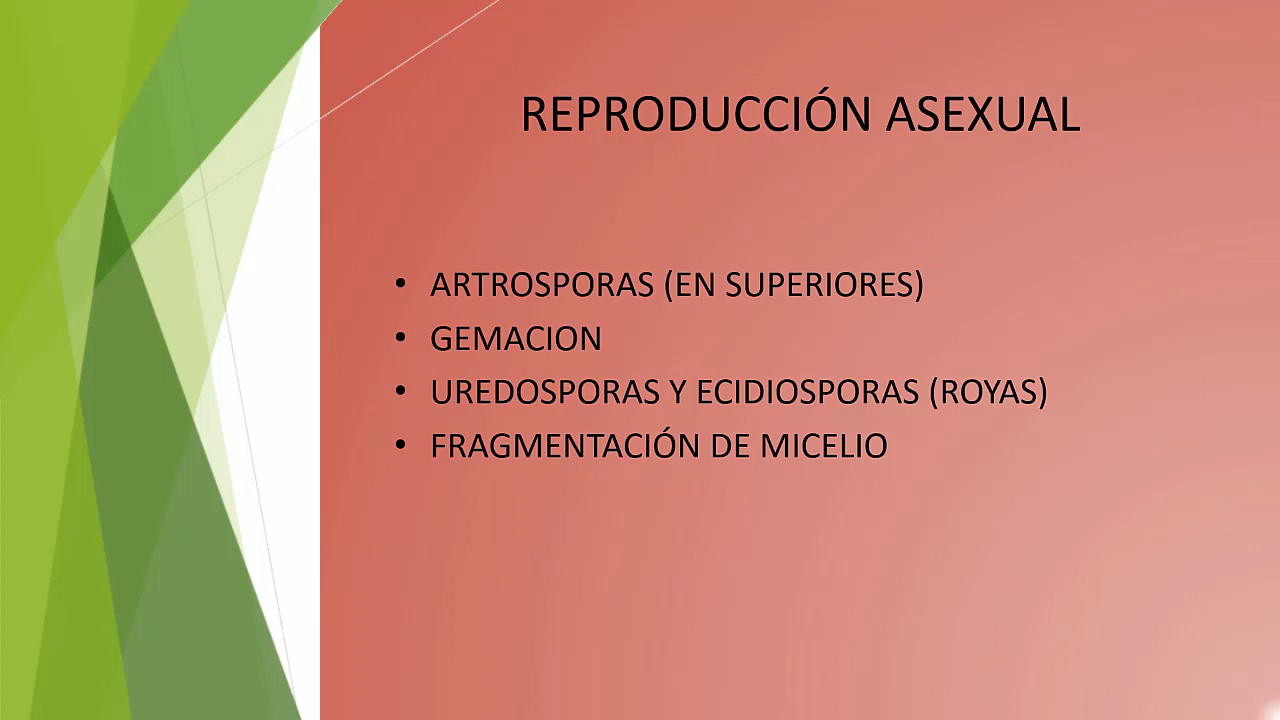 REPRODUCCIÓN ASEXUAL
• ARTROSPORAS (EN SUPERIORES)
• GEMACION
• UREDOSPORAS Y ECIDIOSPORAS (ROYAS)
• FRAGMENTACIÓN DE MICELIO